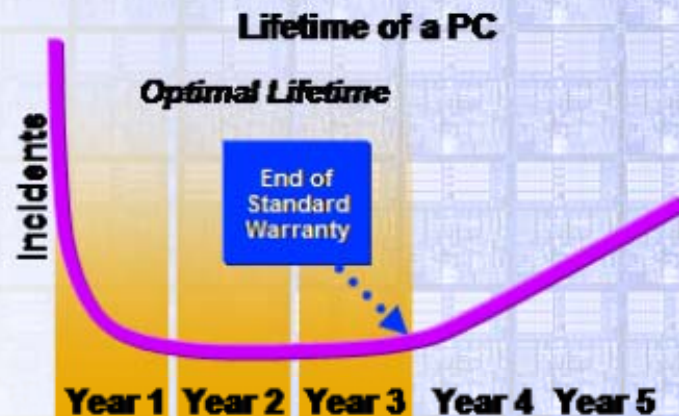 Lifetime of a PC
Optimal Lifetime
End of
Standard
Warranty
Incidents
Year 1 Year 2 Year 3 Year 4 Year 5